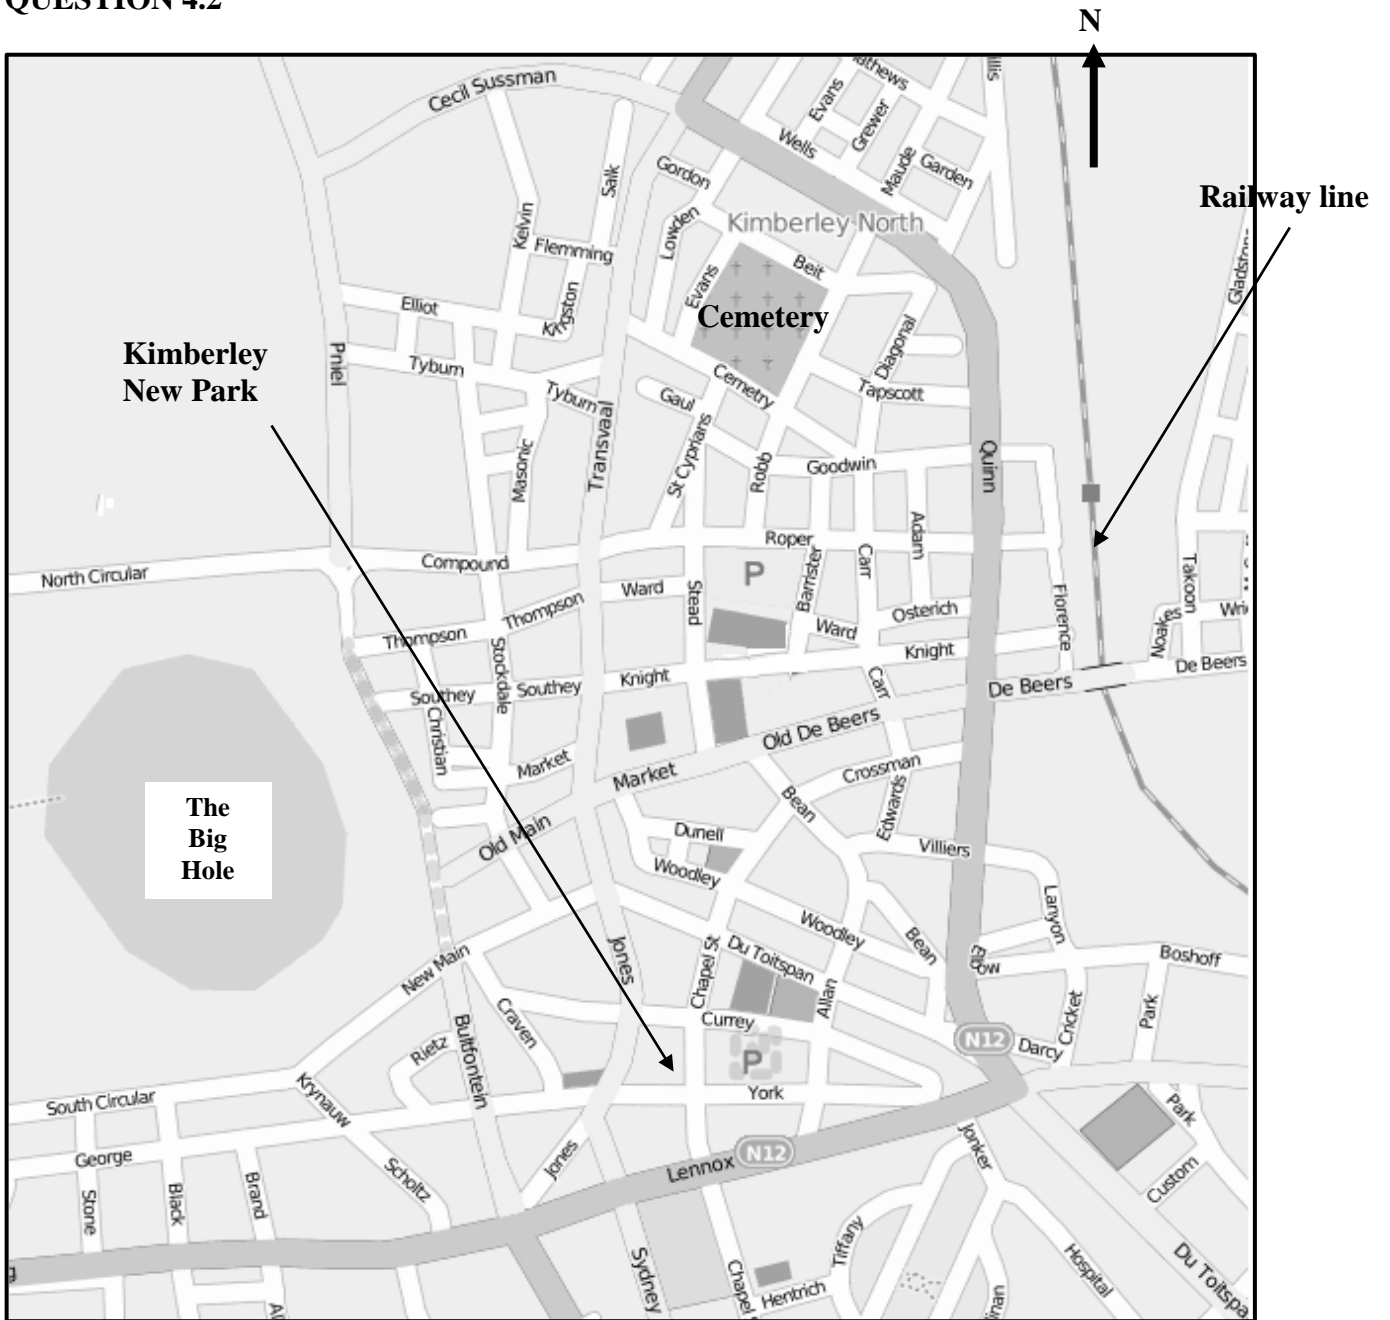 QUESTION 4.2
N
Cecil Sussman
Evans
Grewer
Wells
Maude
Garden
Gordon
Salk
Railway line
Kelvin
Lowden
Kimberley North
Flemming
Beit
Evans
Elliot
Kingston
Cemetery
Diagonal
Kimberley
New Park
Pniel
Tyburn
Tyburn
Cemetry
Tapscott
Gaul
Transvaal
St Cyprians
Masonic
Robb
Goodwin
Quinn
Adam
Roper
Compound
North Circular
P
Barrister
Carr
Takoon
Florence
Ward
Stead
Thompson
Thompson
Osterich
Ward
Noakes
Knight
Stockdale
De Beers
De Beers
Southey
Southey
Knight
Carr
Christian
Old De Beers
Market
Market
Crossman
The
Big
Hole
Bean
Edwards
Dunell
Old Main
Villiers
Woodley
Lanyon
Woodley
Bean
Du Toitspan
Jones
Elbow
Boshoff
New Main
Chapel St
Allan
Craven
Currey
Cricket
Park
Bultfontein
N12
Darcy
Rietz
P
York
South Circular
Krynauw
Park
Jonker
N12
Lennox
George
Jones
Scholtz
Custom
Stone
Black
Brand
Tiffany
Hospital
Sydney
Chapel
Hentrich